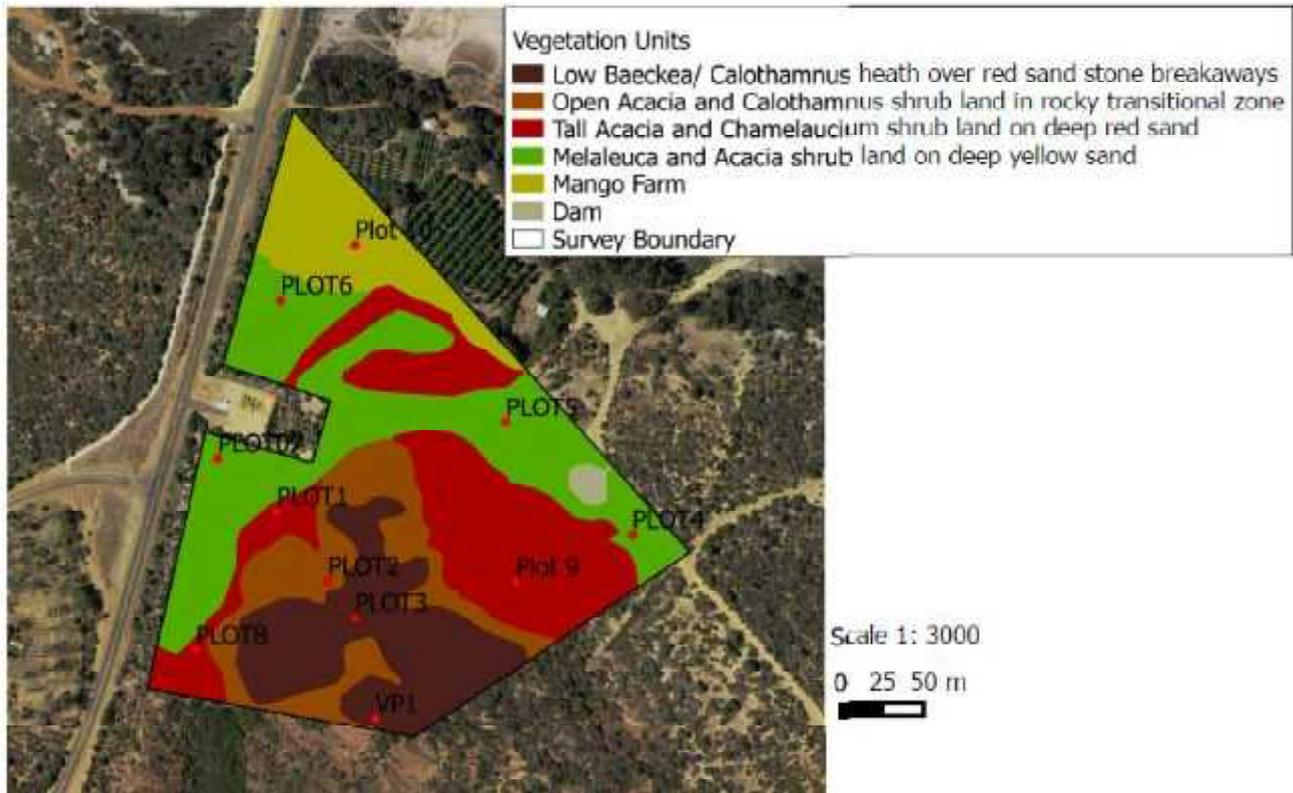 Vegetation Units
Low Baeckea/ Calothamnus heath over red sand stone breakaways
Open Acacia and Calothamnus shrub land in rocky transitional zone
Tall Acacia and Chamelaucium shrub land on deep red sand
Melaleuca and Acacia shrub land on deep yellow sand
Mango Farm
Dam
Survey Boundary
Plot 10
PLOT6
PLOT5
PLOT07
PLOT1
PLOT4
PLOT2
Plot 9
PLOT3
PLOT8
VP1
Scale 1: 3000
0 25 50 m